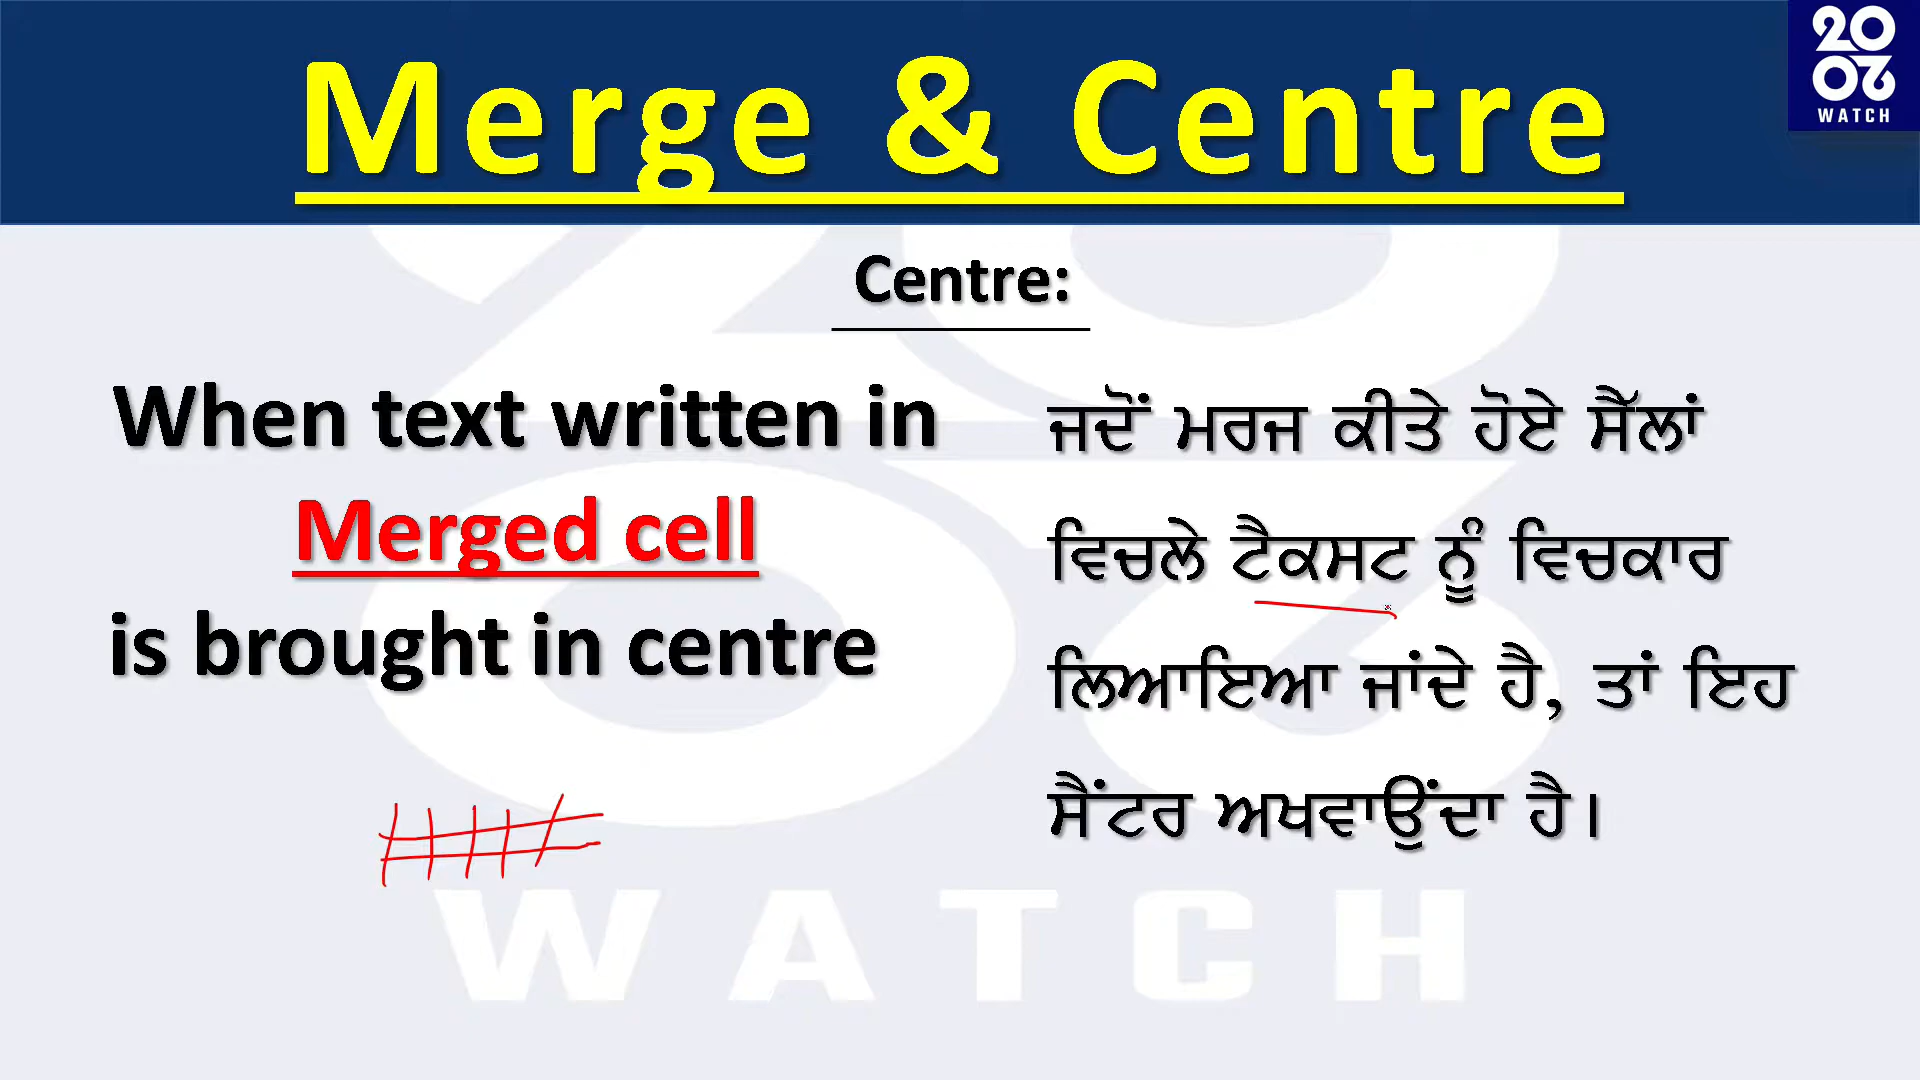 Merge & Centre
20
02
WATCH
Centre:
When text written in
Merged cell
is brought in centre
ਜਦੋਂ ਮਰਜ ਕੀਤੇ ਹੋਏ ਸੈੱਲਾਂ
ਵਿਚਲੇ ਟੈਕਸਟ ਨੂੰ ਵਿਚਕਾਰ
ਲਿਆਇਆ ਜਾਂਦੇ ਹੈ, ਤਾਂ ਇਹ
ਸੈਂਟਰ ਅਖਵਾਉਂਦਾ ਹੈ।
WATCH